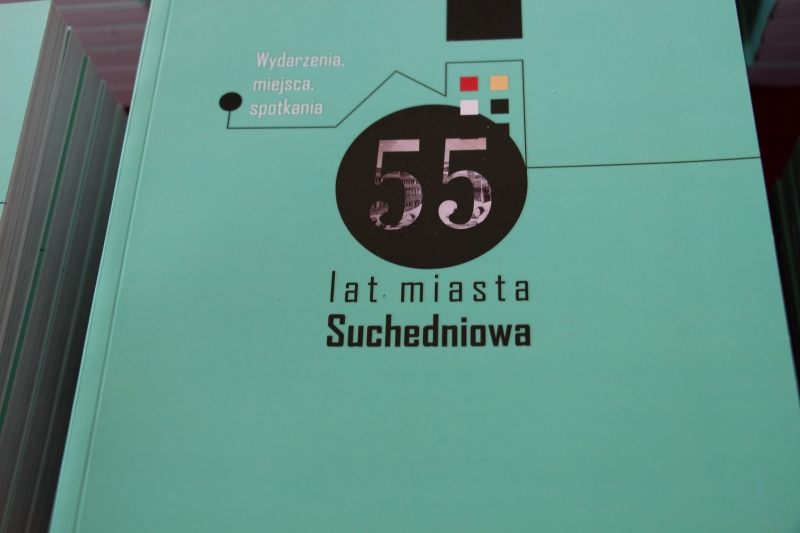 Wydarzenia,
miejsca,
spotkania
55
lat miasta
Suchedniowa